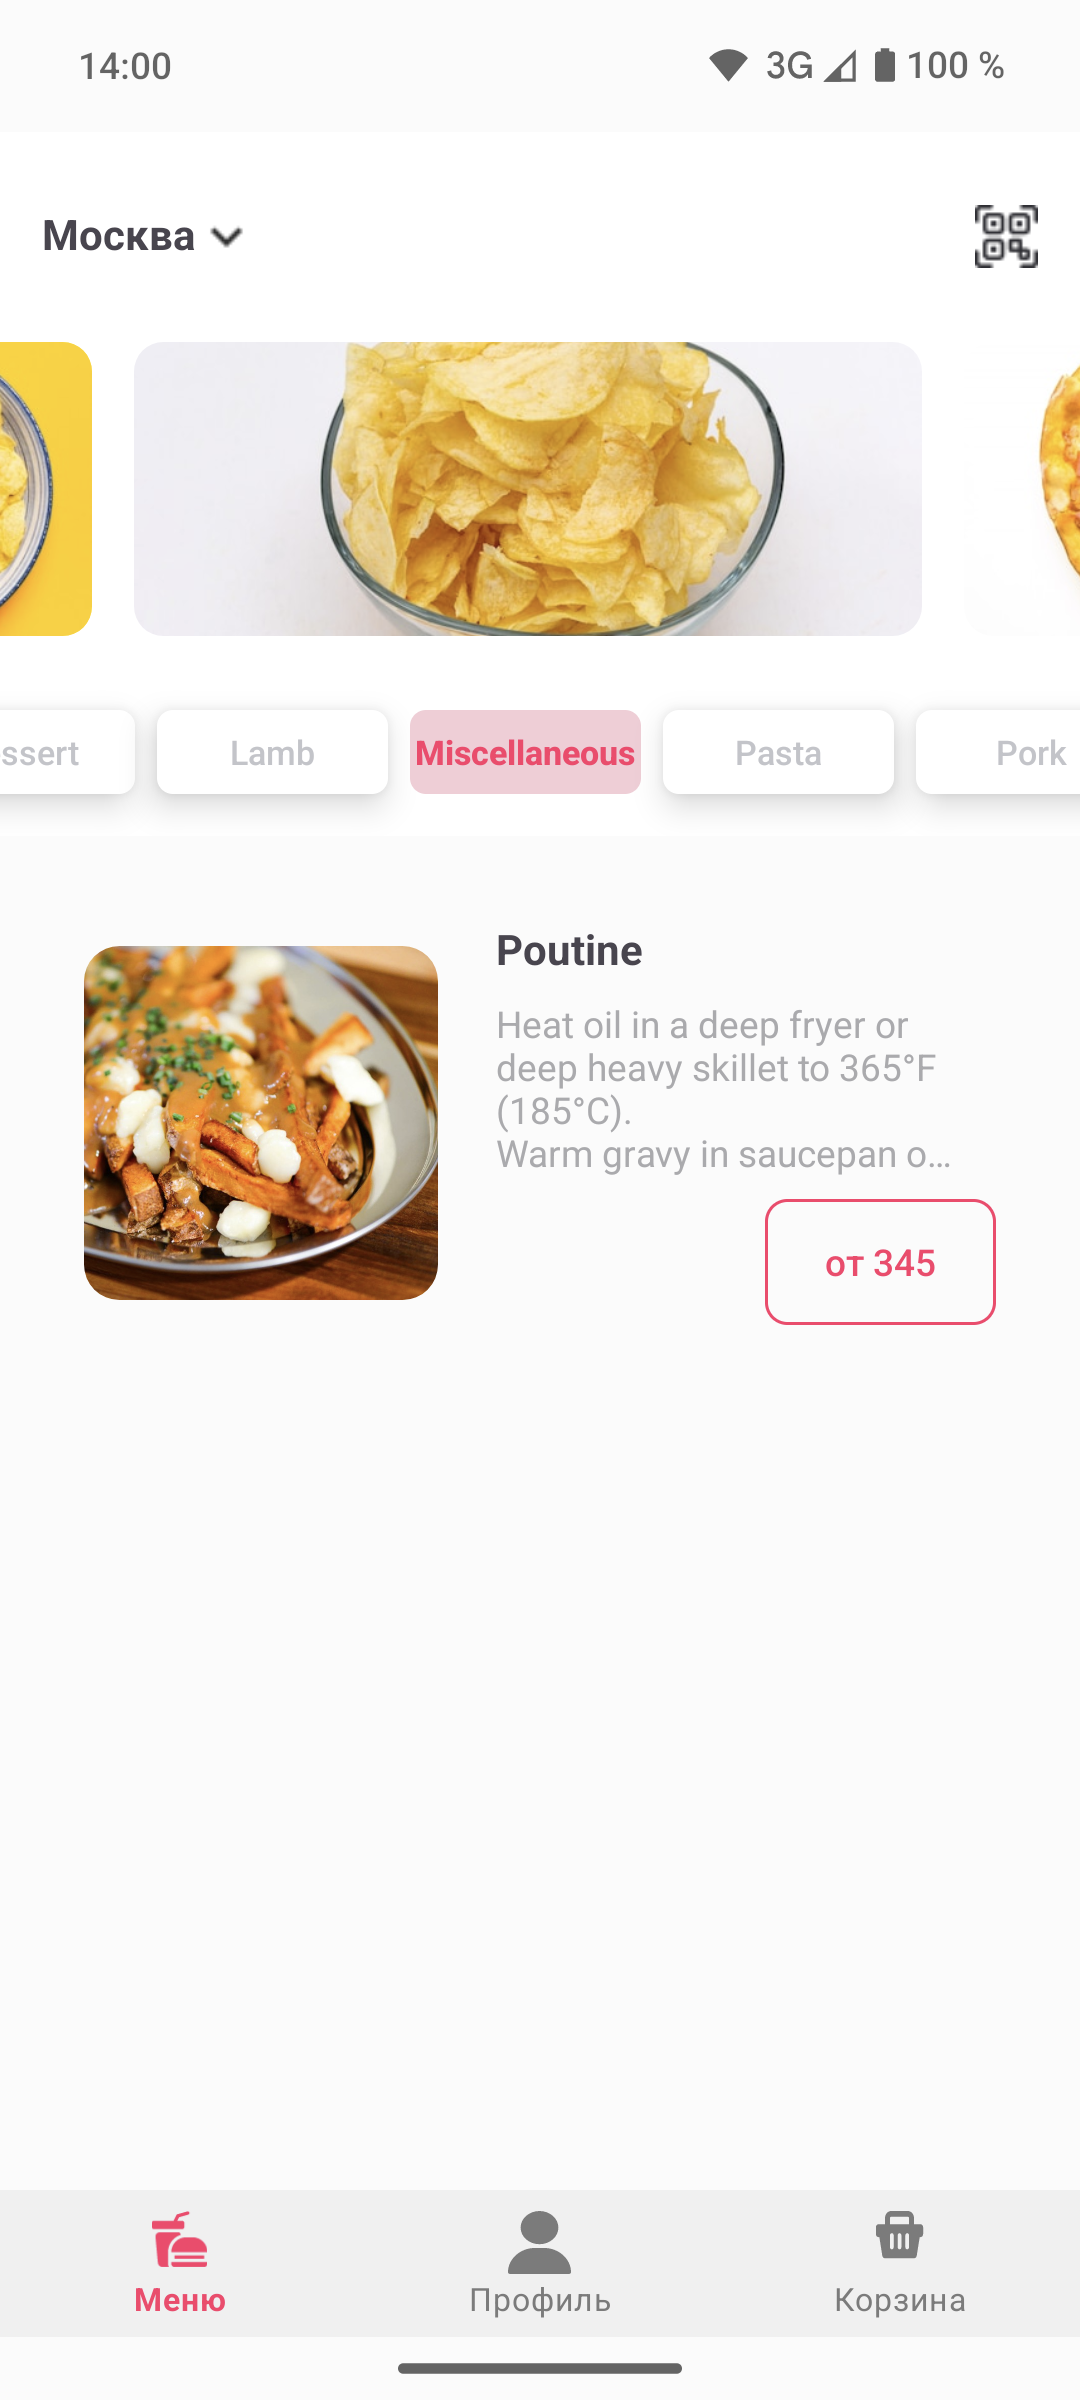 14:00
3G
100 %
Москва
ssert
Lamb
Miscellaneous
Pasta
Pork
Poutine
Heat oil in a deep fryer or
deep heavy skillet to 365°F
(185°C).
Warm gravy in saucepan o...
от 345
Меню
Профиль
Корзина